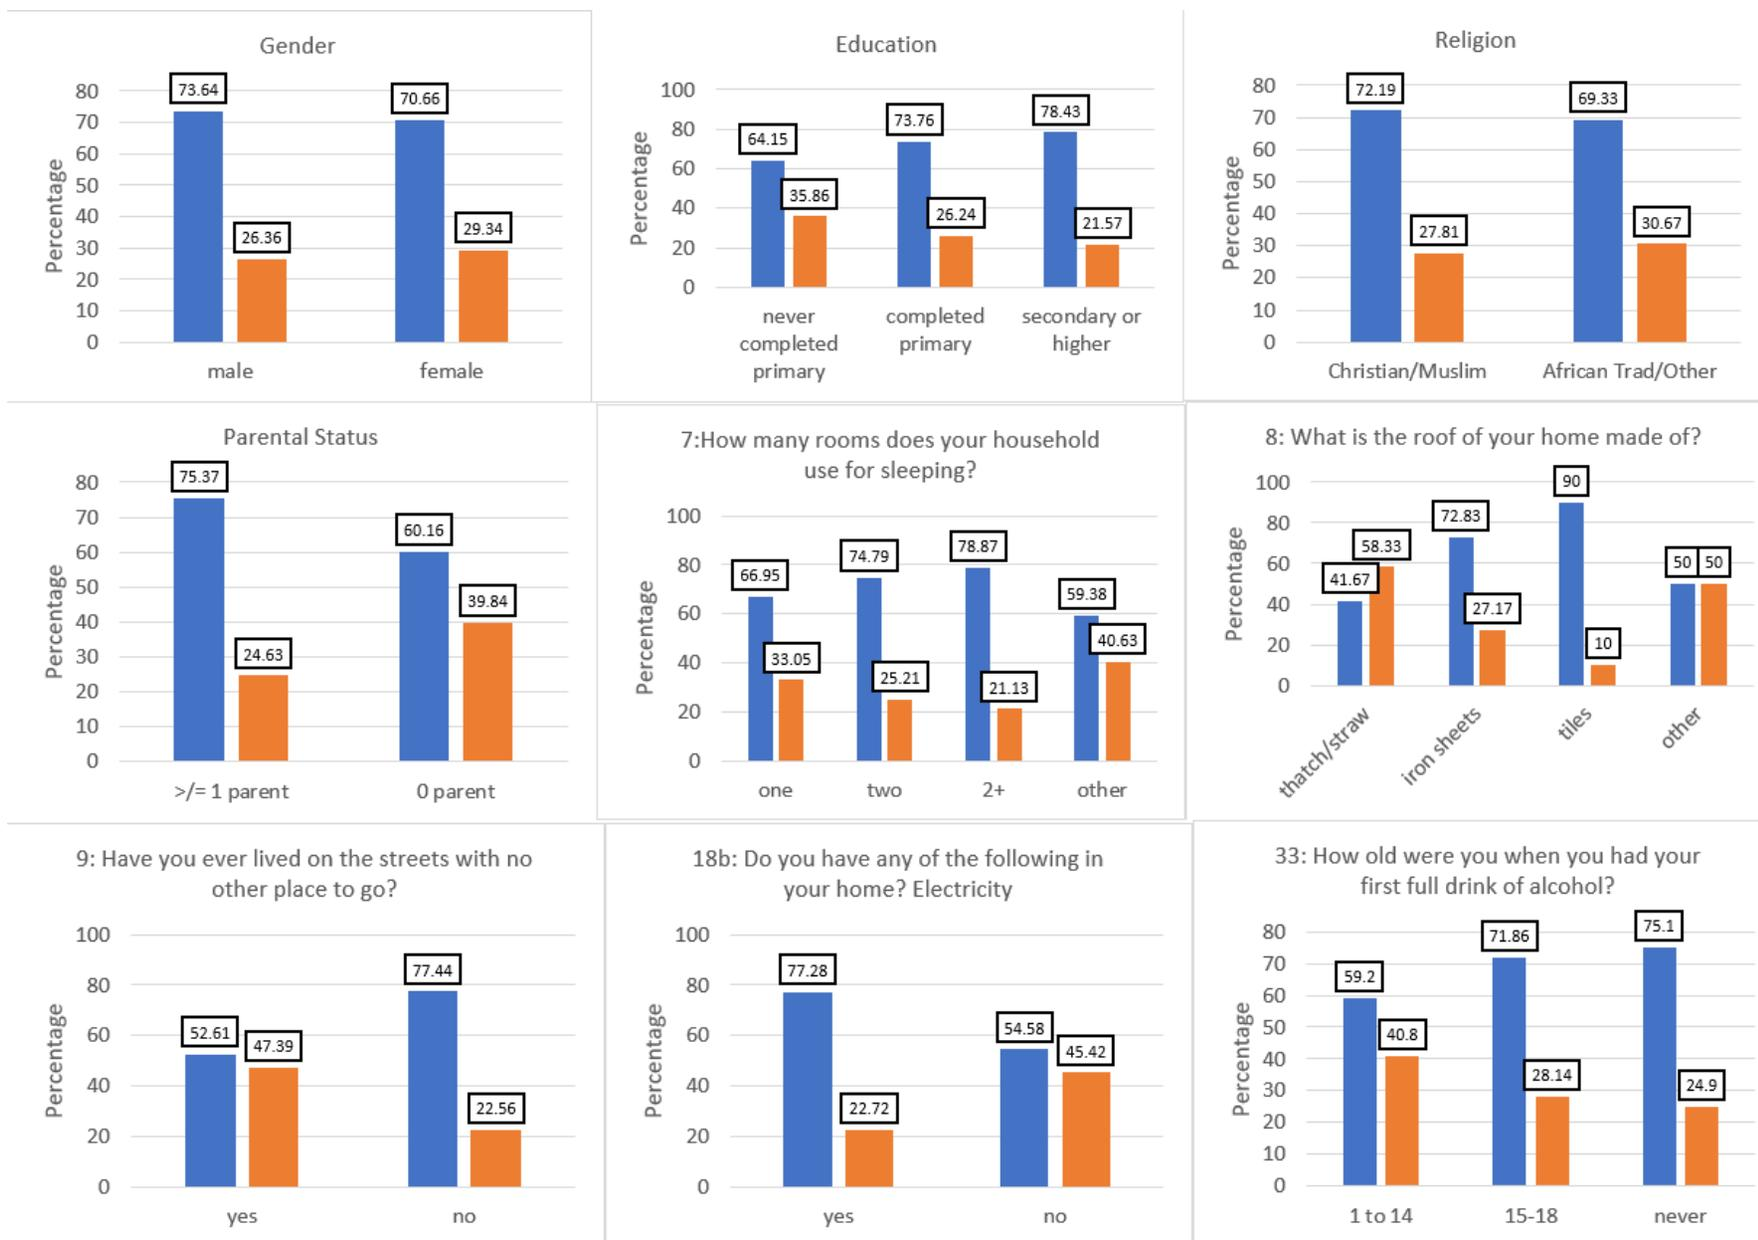 Gender
Percentage
80
70
60
50
40
30
20
10
0
73.64
26.36
70.66
29.34
male
female
Education
Percentage
100
80
60
40
20
0
64.15
35.86
73.76
26.24
78.43
21.57
never
completed
primary
completed
primary
secondary or
higher
Religion
Percentage
80
70
60
50
40
30
20
10
0
72.19
27.81
69.33
30.67
Christian/Muslim
African Trad/Other
Parental Status
Percentage
80
70
60
50
40
30
20
10
0
75.37
24.63
60.16
39.84
>/= 1 parent
0 parent
7:How many rooms does your household
use for sleeping?
Percentage
100
80
60
40
20
0
66.95
33.05
74.79
25.21
78.87
21.13
59.38
40.63
one
two
2+
other
8: What is the roof of your home made of?
Percentage
100
80
60
40
20
0
41.67
58.33
72.83
27.17
90
10
50
50
thatch/straw
iron sheets
tiles
other
9: Have you ever lived on the streets with no
other place to go?
Percentage
100
80
60
40
20
0
52.61
47.39
77.44
22.56
yes
no
18b: Do you have any of the following in
your home? Electricity
Percentage
100
80
60
40
20
0
77.28
22.72
54.58
45.42
yes
no
33: How old were you when you had your
first full drink of alcohol?
Percentage
80
70
60
50
40
30
20
10
0
59.2
40.8
71.86
28.14
75.1
24.9
1 to 14
15-18
never